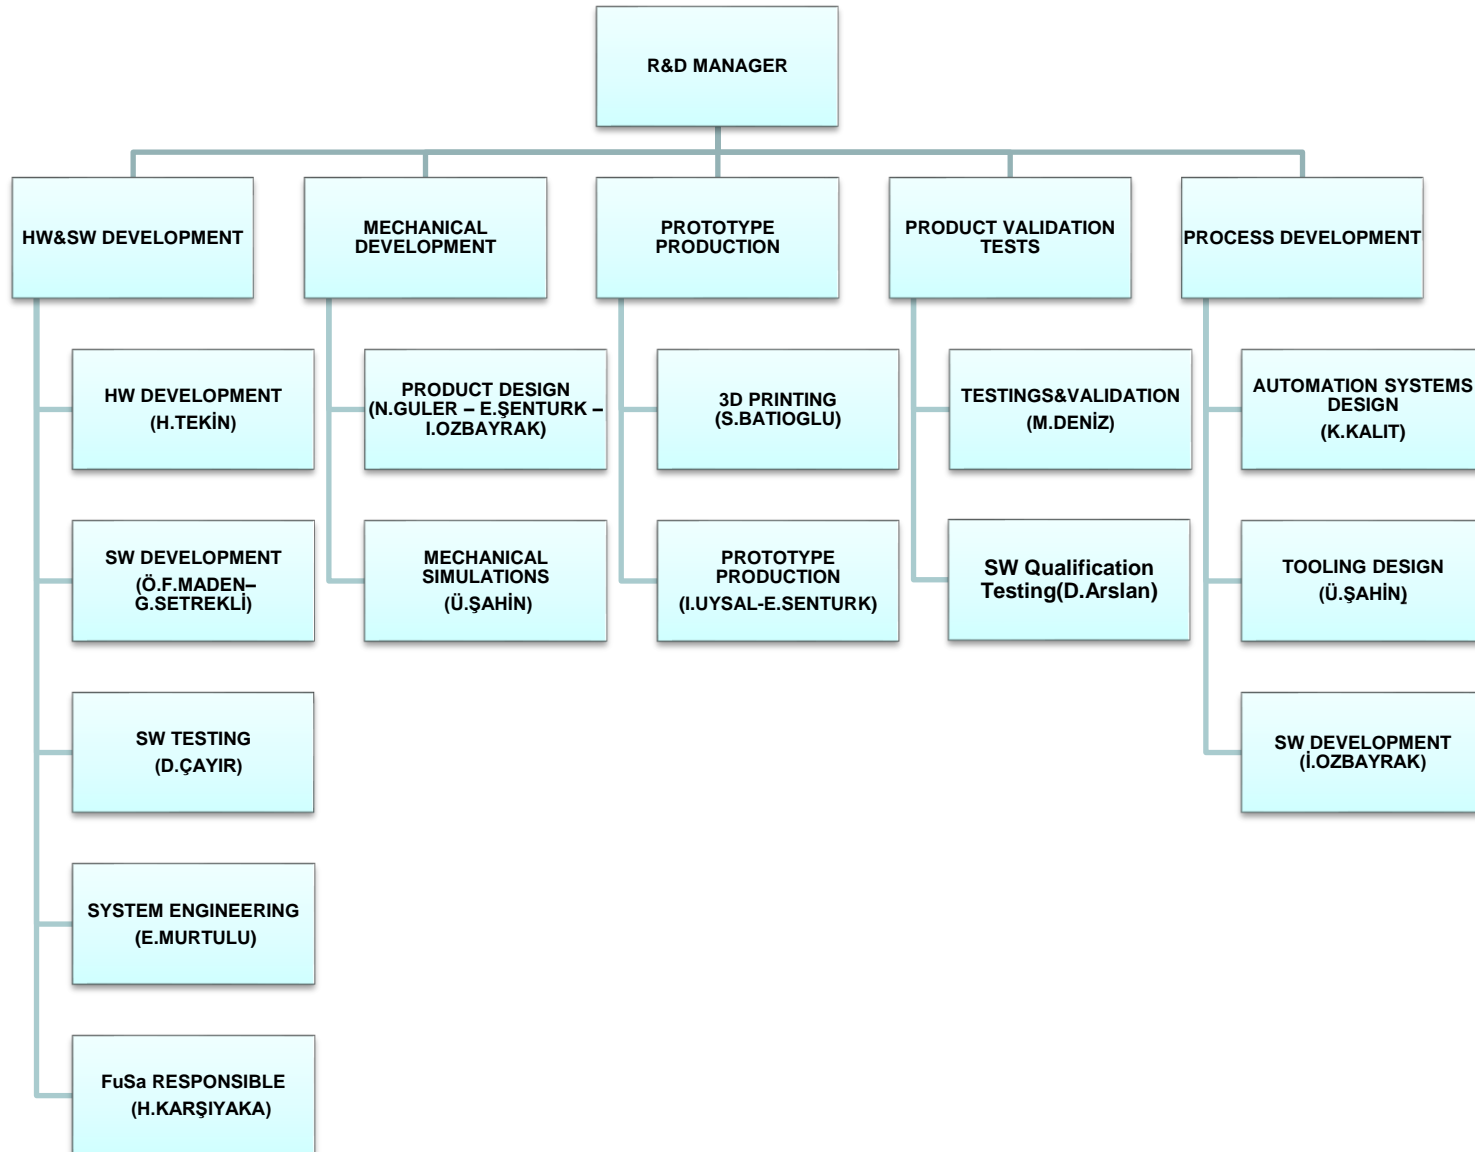 R&D MANAGER
HW&SW DEVELOPMENT
MECHANICAL
DEVELOPMENT
PROTOTYPE
PRODUCTION
PRODUCT VALIDATION
TESTS
PROCESS DEVELOPMENT
HW DEVELOPMENT
(H.TEKİN)
PRODUCT DESIGN
(N.GULER – E.ŞENTURK –
I.OZBAYRAK)
3D PRINTING
(S.BATIOGLU)
TESTINGS&VALIDATION
(M.DENİZ)
AUTOMATION SYSTEMS
DESIGN
(K.KALIT)
SW DEVELOPMENT
(Ö.F.MADEN–
G.SETREKLİ)
MECHANICAL
SIMULATIONS
(Ü.ŞAHİN)
PROTOTYPE
PRODUCTION
(I.UYSAL-E.SENTURK)
SW Qualification
Testing(D.Arslan)
TOOLING DESIGN
(Ü.ŞAHİN)
SW TESTING
(D.ÇAYIR)
SW DEVELOPMENT
(İ.OZBAYRAK)
SYSTEM ENGINEERING
(E.MURTULU)
FuSa RESPONSIBLE
(H.KARŞIYAKA)